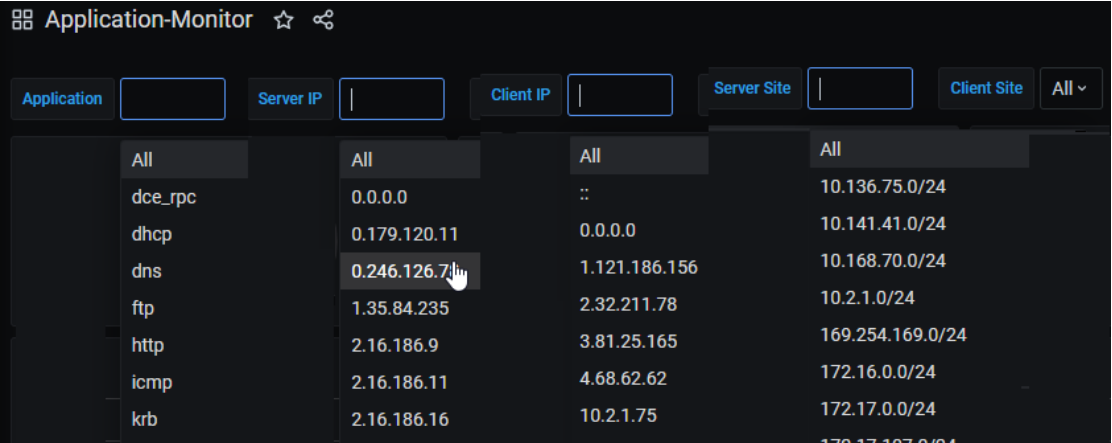 Application-Monitor
Application
Server IP
Client IP
Server Site
Client Site All
All
dce_rpc
dhcp
dns
ftp
http
icmp
krb
All
0.0.0.0
0.179.120.11
1.35.84.235
2.16.186.9
2.16.186.11
2.16.186.16
All
::
0.0.0.0
1.121.186.156
2.32.211.78
3.81.25.165
4.68.62.62
10.2.1.75
All
10.136.75.0/24
10.141.41.0/24
10.168.70.0/24
10.2.1.0/24
169.254.169.0/24
172.16.0.0/24
172.17.0.0/24